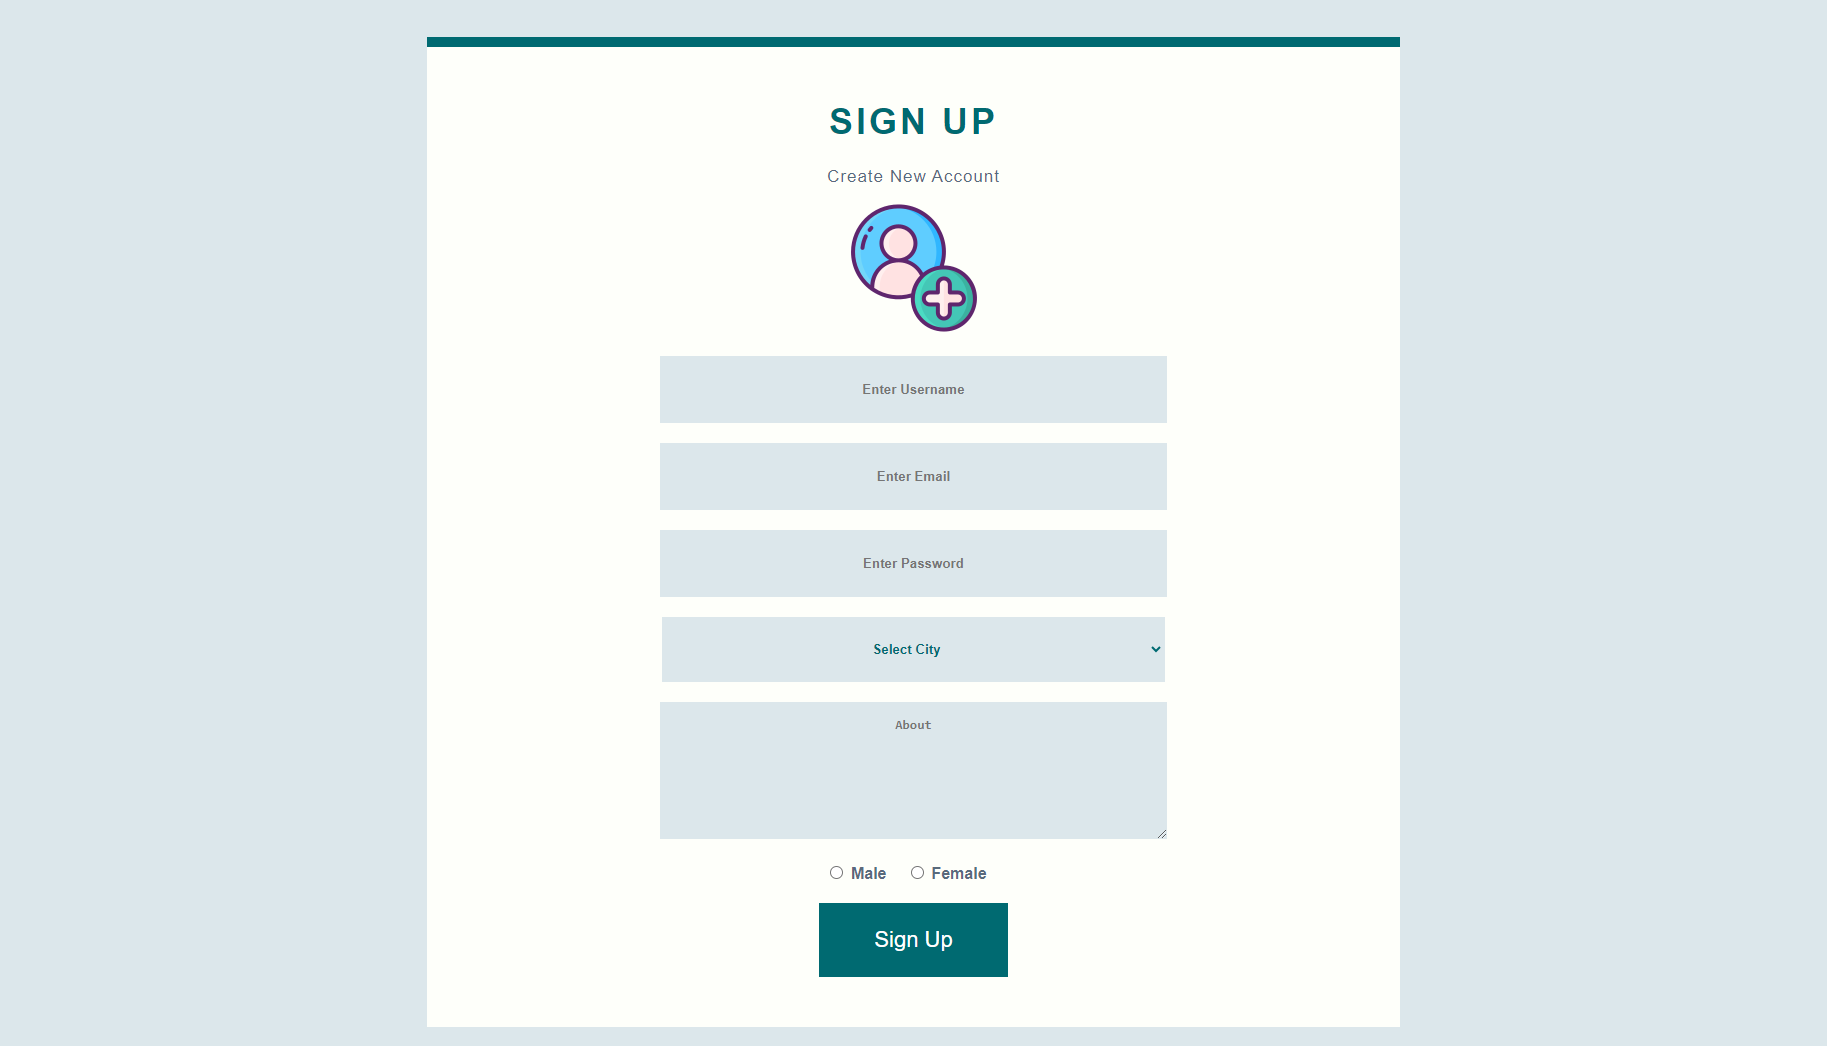 SIGN UP
Create New Account
Enter Username
Enter Email
Enter Password
Select City
About
Male Female
Sign Up